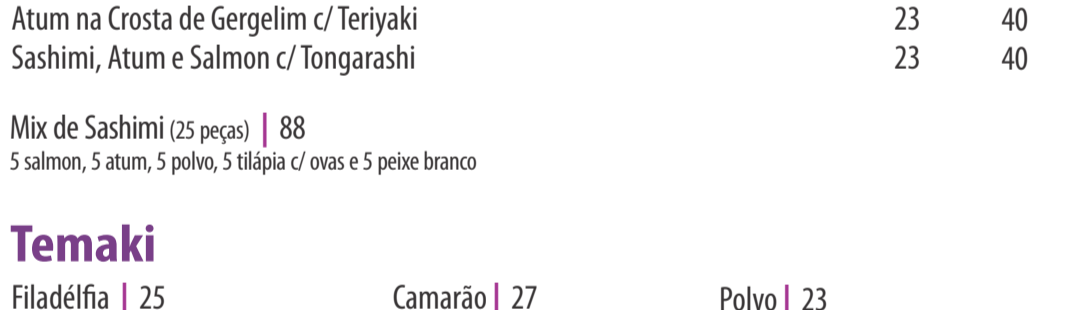 Atum na Crosta de Gergelim c/ Teriyaki 23 40
Sashimi, Atum e Salmon c/ Tongarashi 23 40
Mix de Sashimi (25 peças) | 88
5 salmon, 5 atum, 5 polvo, 5 tilápia c/ ovas e 5 peixe branco
Temaki
Filadélfia | 25 Camarão | 27 Polvo | 23